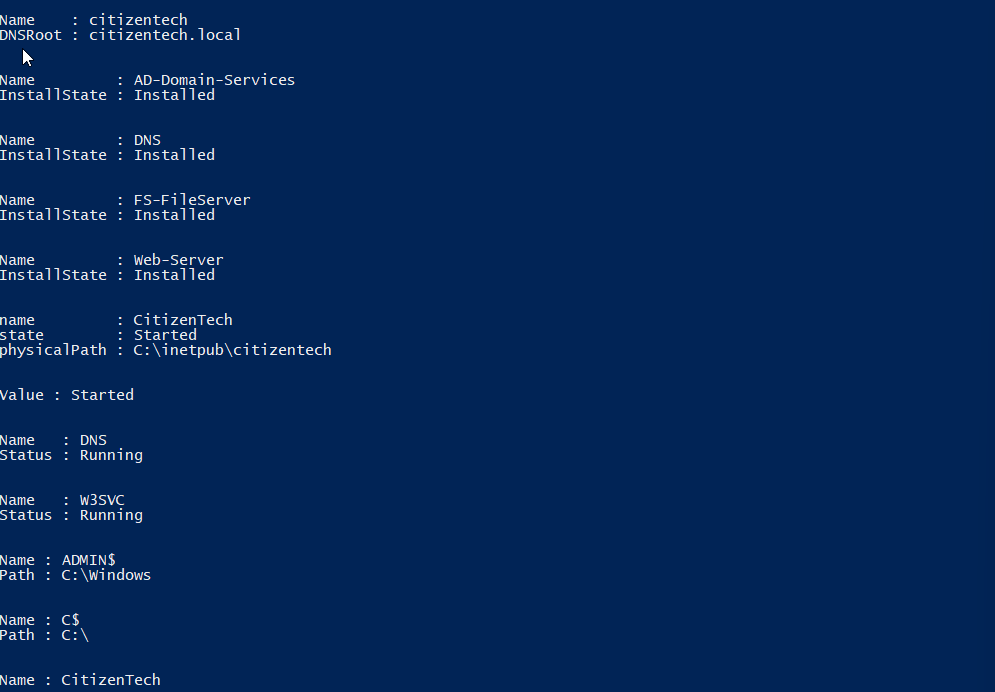 Name    : citizentech
DNSRoot : citizentech.local
Name         : AD-Domain-Services
InstallState : Installed
Name         : DNS
InstallState : Installed
Name         : FS-FileServer
InstallState : Installed
Name         : Web-Server
InstallState : Installed
name         : CitizenTech
state        : Started
physicalPath : C:\inetpub\citizentech
Value : Started
Name   : DNS
Status : Running
Name   : W3SVC
Status : Running
Name : ADMIN$
Path : C:\Windows
Name : C$
Path : C:\
Name : CitizenTech